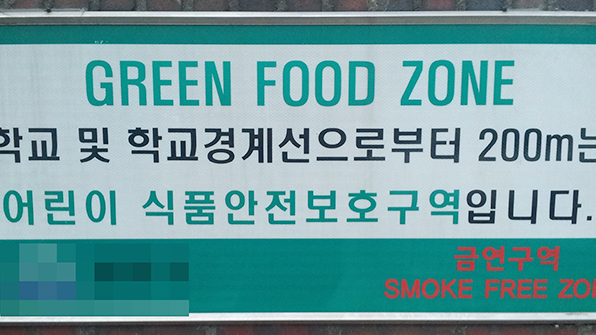 GREEN FOOD ZONE
학교 및 학교경계선으로부터 200m는
어린이 식품안전보호구역입니다.
금연구역
SMOKE FREE